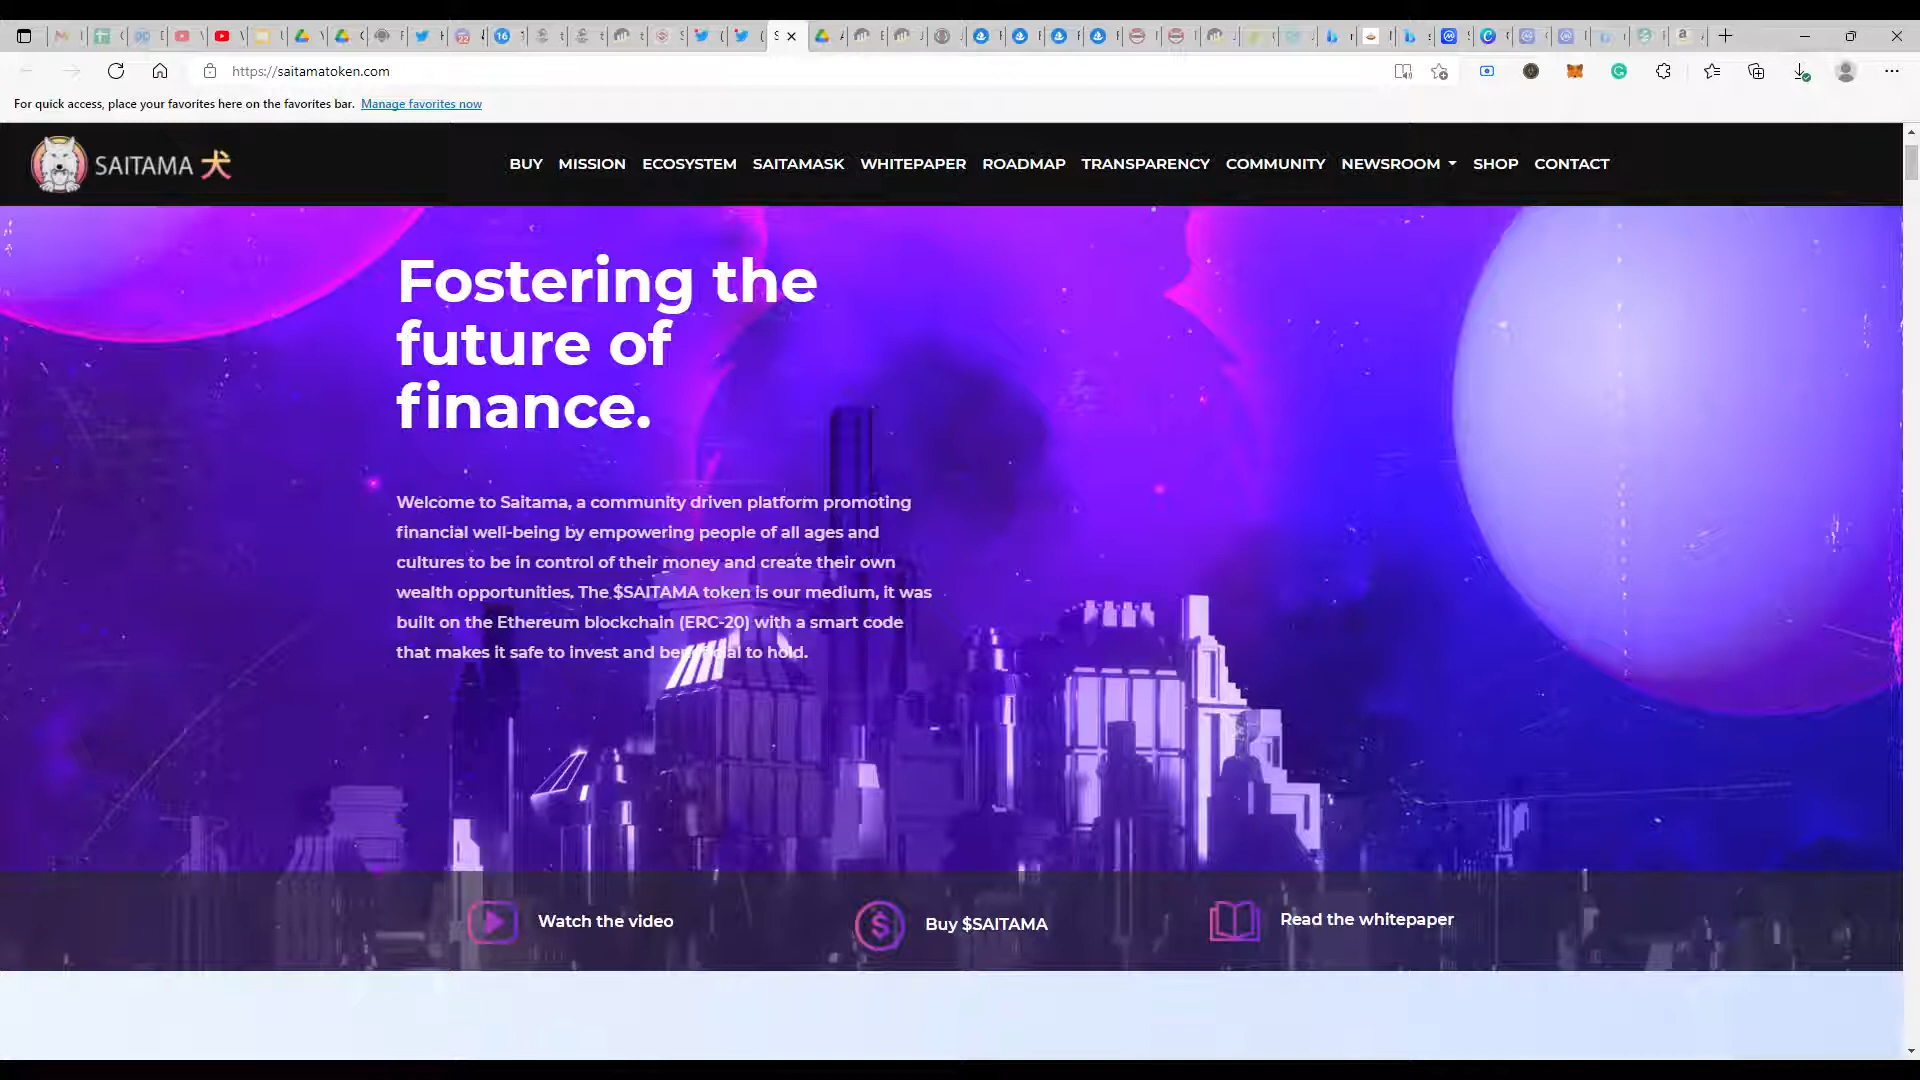 https://saitamatoken.com
For quick access, place your favorites here on the favorites bar. Manage favorites now
SAITAMA 犬
BUY MISSION ECOSYSTEM SAITAMASK WHITEPAPER ROADMAP TRANSPARENCY COMMUNITY NEWSROOM SHOP CONTACT
Fostering the
future of
finance.
Welcome to Saitama, a community driven platform promoting
financial well-being by empowering people of all ages and
cultures to be in control of their money and create their own
wealth opportunities. The $SAITAMA token is our medium, it was
built on the Ethereum blockchain (ERC-20) with a smart code
that makes it safe to invest and beneficial to hold.
Watch the video
Buy $SAITAMA
Read the whitepaper